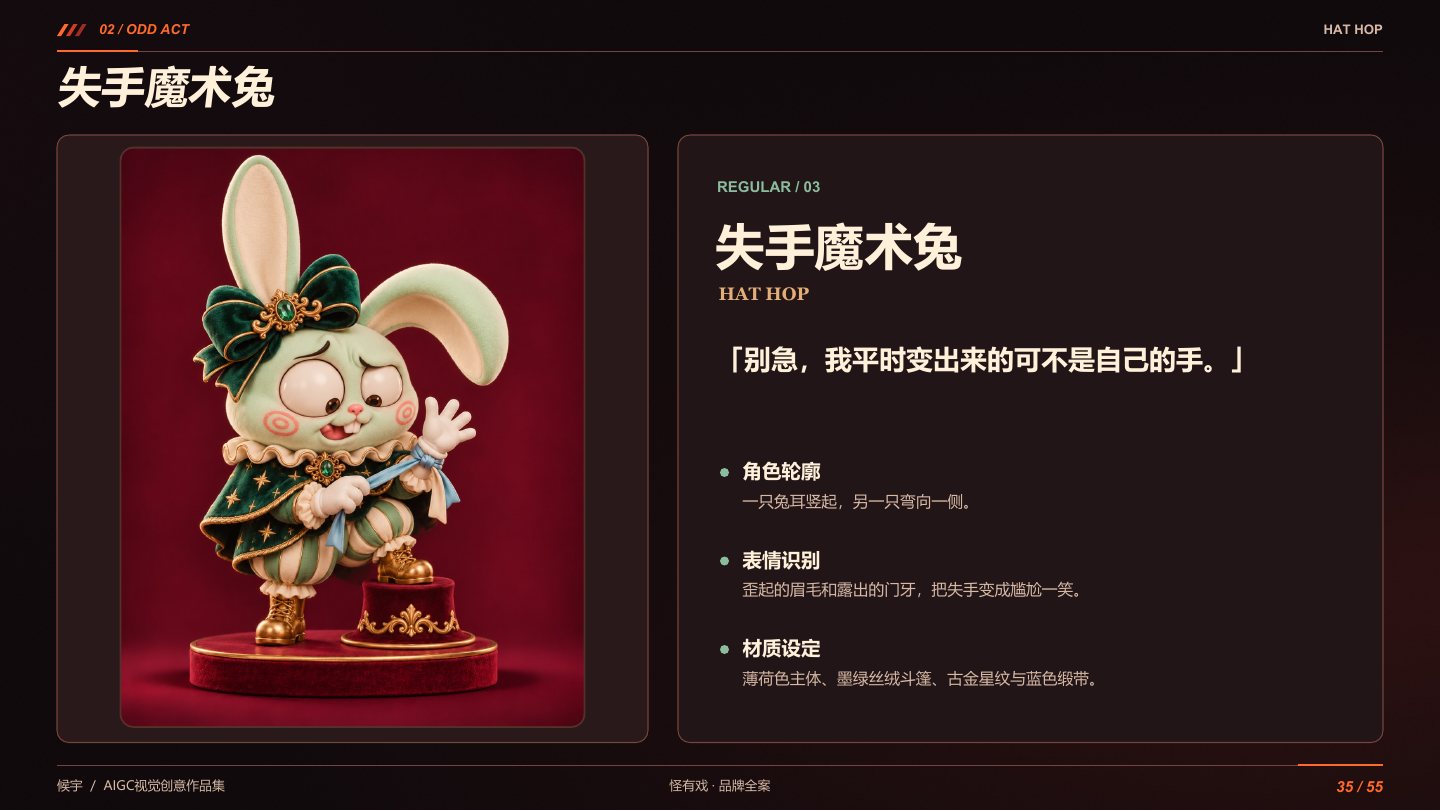 02 / ODD ACT
HAT HOP
失手魔术兔
REGULAR / 03
失手魔术兔
HAT HOP
「别急，我平时变出来的可不是自己的手。」
角色轮廓
一只兔耳竖起，另一只弯向一侧。
表情识别
歪起的眉毛和露出的门牙，把失手变成尴尬一笑。
材质设定
薄荷色主体、墨绿丝绒斗篷、古金星纹与蓝色缎带。
候宇 / AIGC视觉创意作品集
怪有戏 · 品牌全案
35 / 55